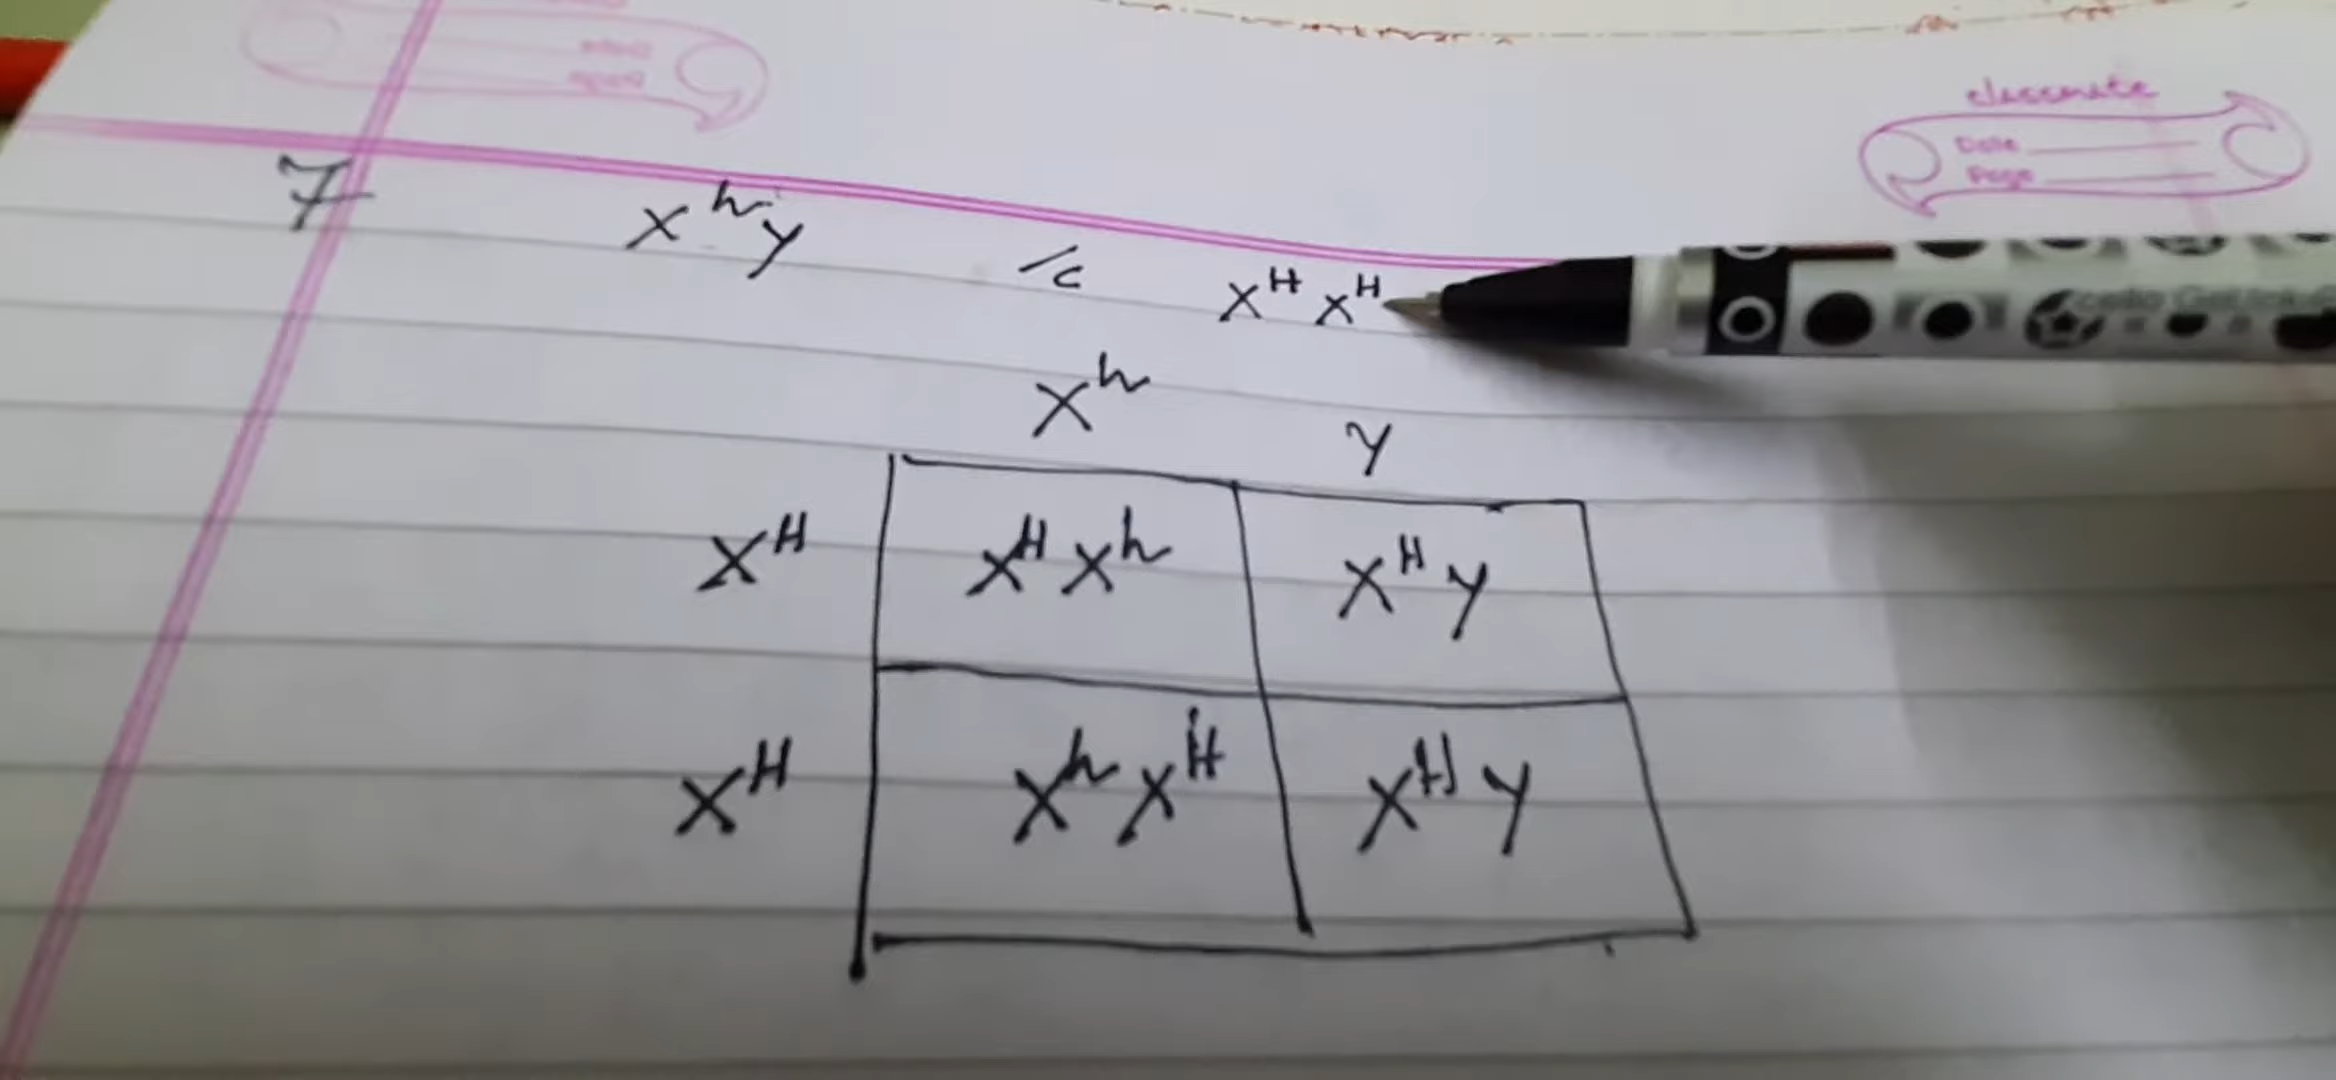 classmate
Date
Page
7 X^h y X^H X^H
X^h y
X^H X^H X^h X^H y
X^H X^h X^H X^H y